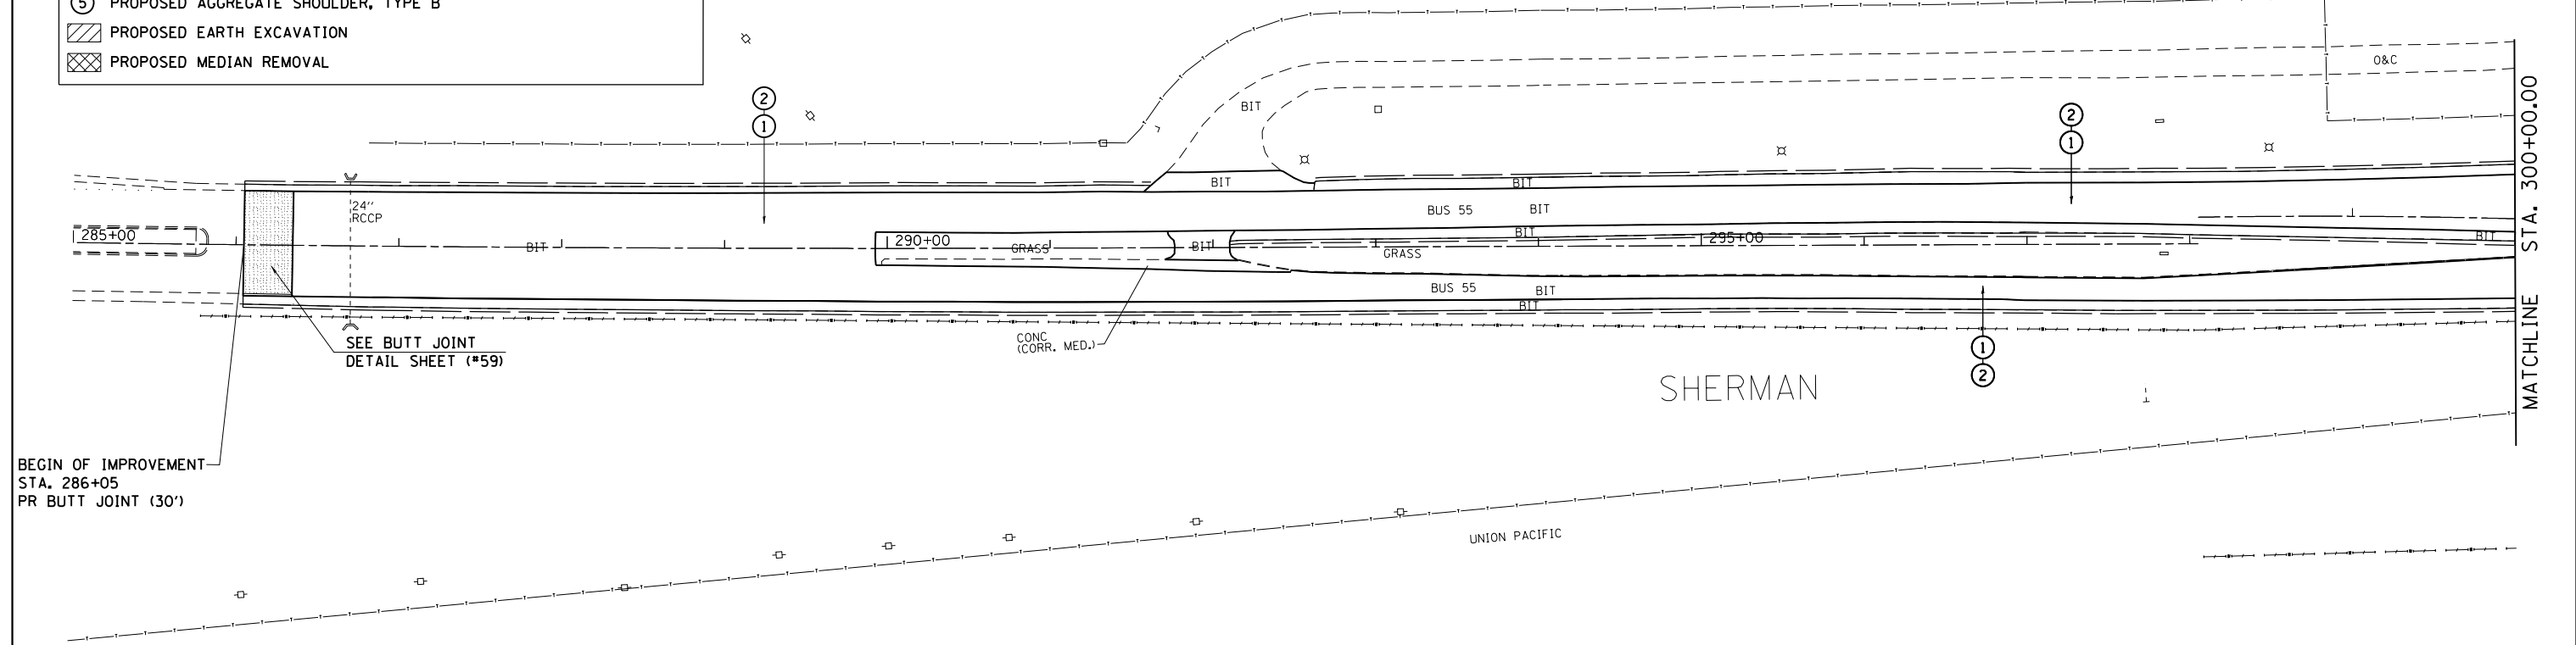 5 PROPOSED AGGREGATE SHOULDER, TYPE B
PROPOSED EARTH EXCAVATION
PROPOSED MEDIAN REMOVAL
2
1
BIT
O&C
2
1
STA. 300+00.00
MATCHLINE
24"
RCCP
BIT
BIT
BUS 55
BIT
285+00
BIT
290+00
GRASS
BIT
BIT
GRASS
295+00
BIT
BUS 55
BIT
BIT
SEE BUTT JOINT
DETAIL SHEET (#59)
CONC
(CORR. MED.)
1
2
SHERMAN
BEGIN OF IMPROVEMENT
STA. 286+05
PR BUTT JOINT (30')
UNION PACIFIC